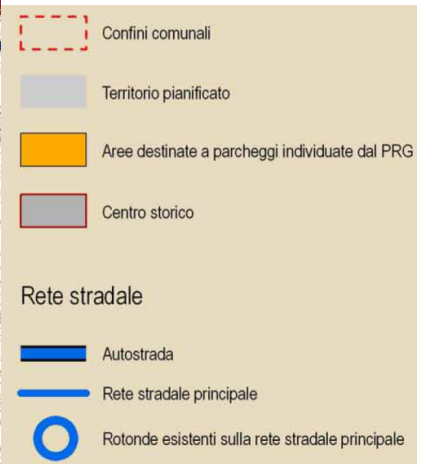 Confini comunali
Territorio pianificato
Aree destinate a parcheggi individuate dal PRG
Centro storico
Rete stradale
Autostrada
Rete stradale principale
Rotonde esistenti sulla rete stradale principale